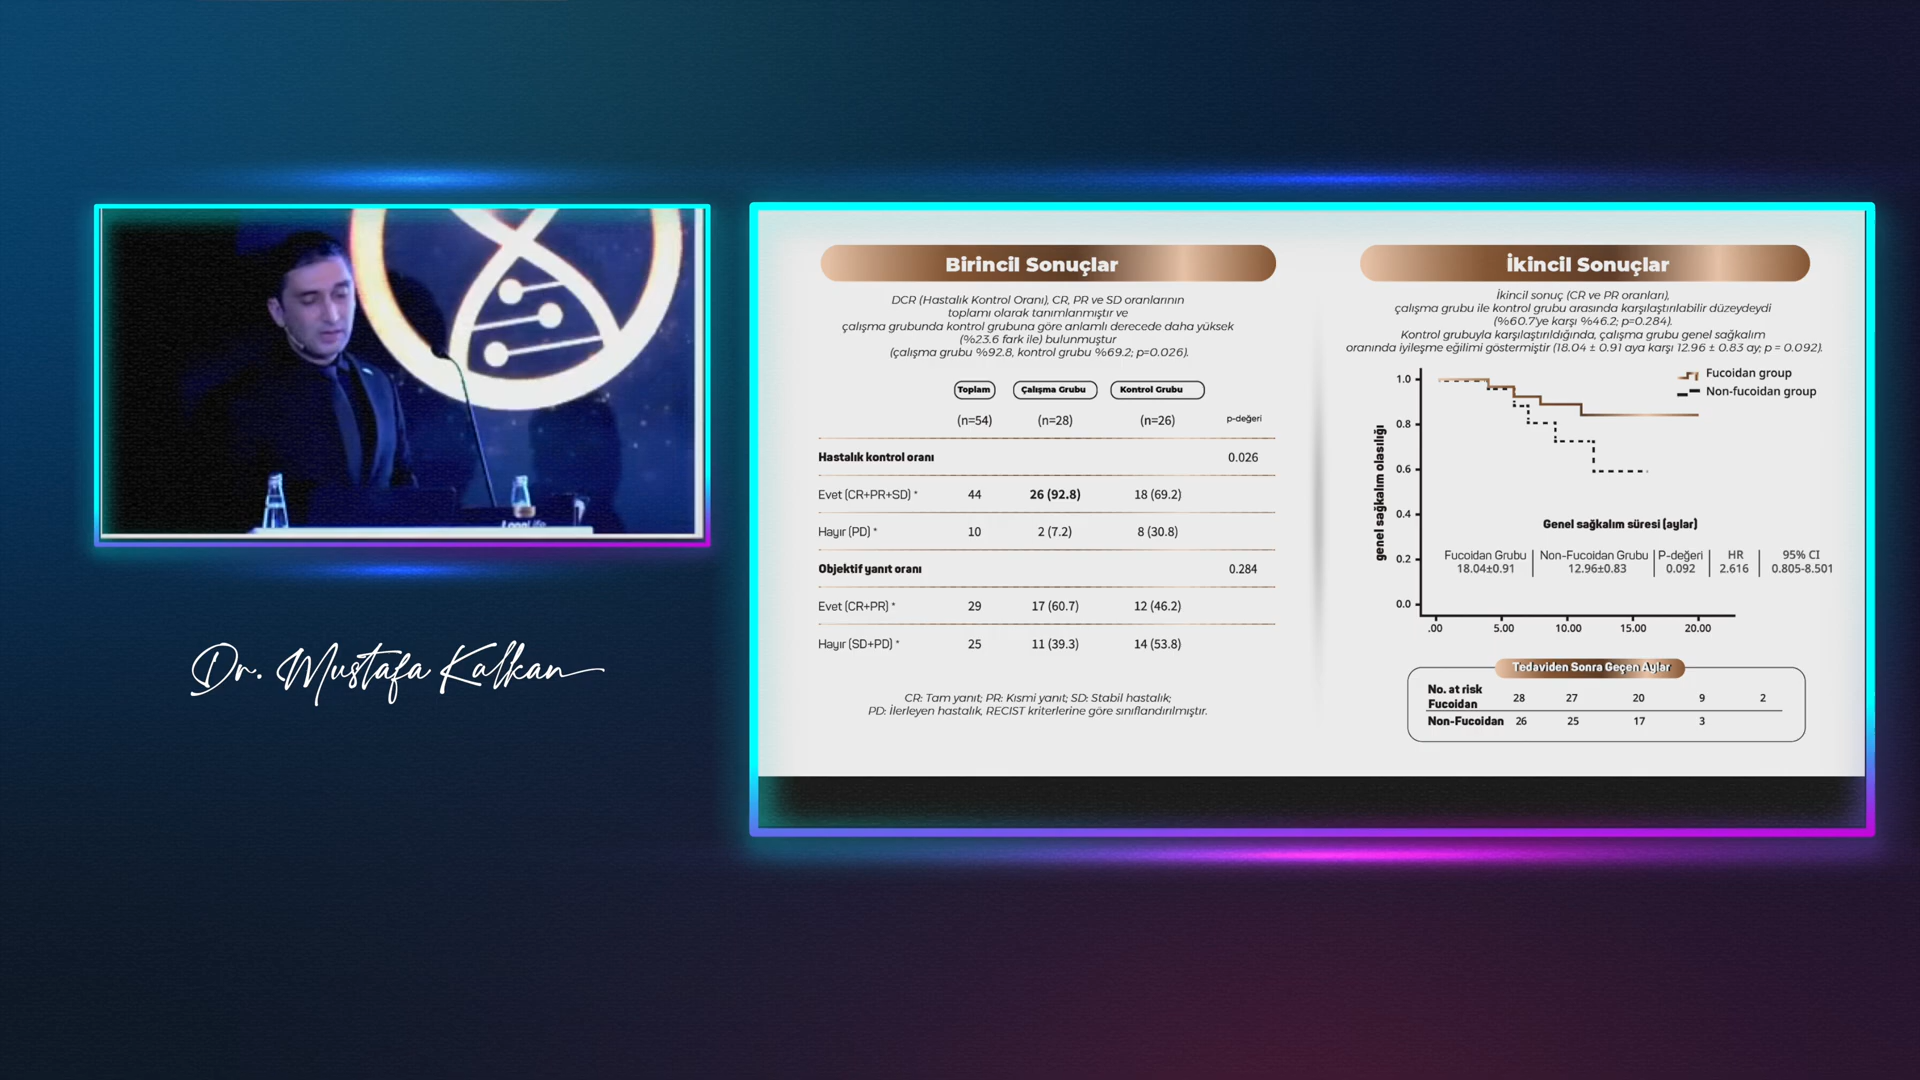 Dr. Mustafa Kalkan
Birincil Sonuçlar
DCR (Hastalık Kontrol Oranı), CR, PR ve SD oranlarının
toplamı olarak tanımlanmıştır ve
çalışma grubunda kontrol grubuna göre anlamlı derecede daha yüksek
(%23.6 fark ile) bulunmuştur
(çalışma grubu %92.8, kontrol grubu %69.2; p=0.026).
Toplam Çalışma Grubu Kontrol Grubu
(n=54) (n=28) (n=26) p-değeri
Hastalık kontrol oranı 0.026
Evet (CR+PR+SD) * 44 26 (92.8) 18 (69.2)
Hayır (PD) * 10 2 (7.2) 8 (30.8)
Objektif yanıt oranı 0.284
Evet (CR+PR) * 29 17 (60.7) 12 (46.2)
Hayır (SD+PD) * 25 11 (39.3) 14 (53.8)
CR: Tam yanıt; PR: Kısmi yanıt; SD: Stabil hastalık;
PD: İlerleyen hastalık, RECIST kriterlerine göre sınıflandırılmıştır.
İkincil Sonuçlar
İkincil sonuç (CR ve PR oranları),
çalışma grubu ile kontrol grubu arasında karşılaştırılabilir düzeydeydi
(%60.7'ye karşı %46.2; p=0.284).
Kontrol grubuyla karşılaştırıldığında, çalışma grubu genel sağkalım
oranında iyileşme eğilimi göstermiştir (18.04 ± 0.91 aya karşı 12.96 ± 0.83 ay; p = 0.092).
Fucoidan group
Non-fucoidan group
genel sağkalım olasılığı
1.0
0.8
0.6
0.4
0.2
0.0
Genel sağkalım süresi (aylar)
Fucoidan Grubu Non-Fucoidan Grubu P-değeri HR 95% CI
18.04±0.91 12.96±0.83 0.092 2.616 0.805-8.501
.00 5.00 10.00 15.00 20.00
Tedaviden Sonra Geçen Aylar
No. at risk
Fucoidan 28 27 20 9 2
Non-Fucoidan 26 25 17 3